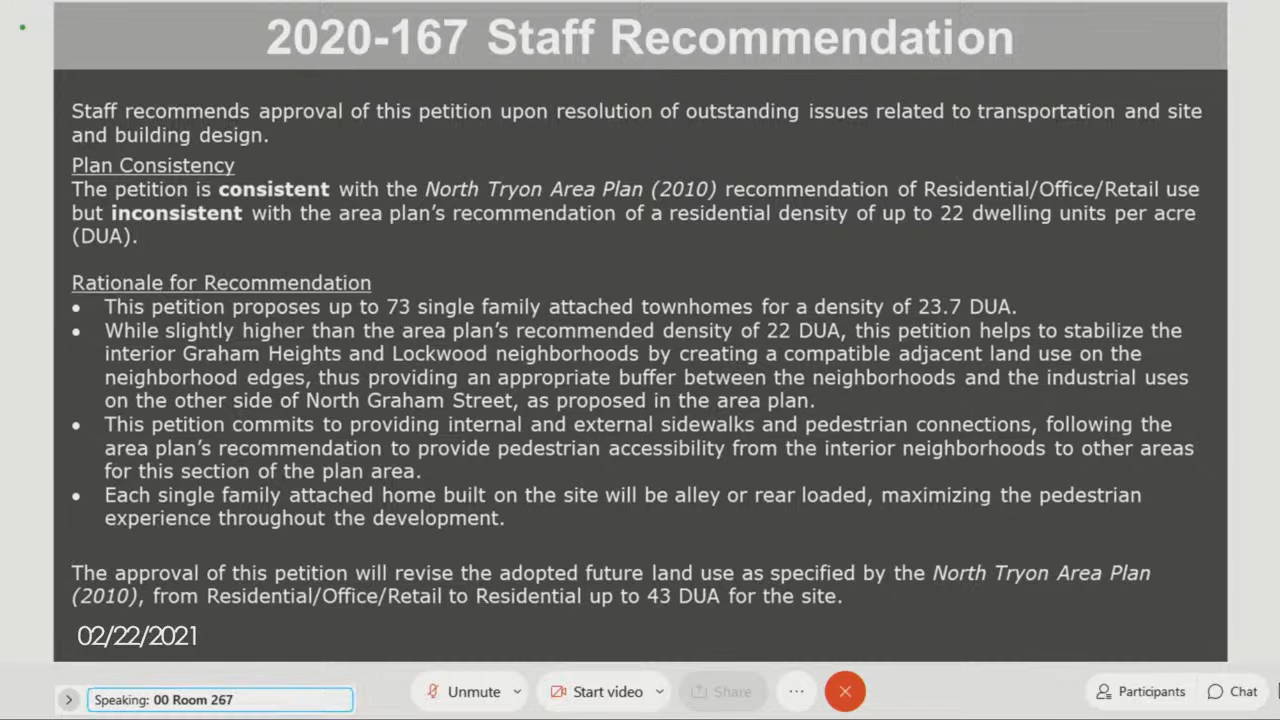 2020-167 Staff Recommendation
Staff recommends approval of this petition upon resolution of outstanding issues related to transportation and site
and building design.
Plan Consistency
The petition is consistent with the North Tryon Area Plan (2010) recommendation of Residential/Office/Retail use
but inconsistent with the area plan's recommendation of a residential density of up to 22 dwelling units per acre
(DUA).
Rationale for Recommendation
• This petition proposes up to 73 single family attached townhomes for a density of 23.7 DUA.
• While slightly higher than the area plan's recommended density of 22 DUA, this petition helps to stabilize the
interior Graham Heights and Lockwood neighborhoods by creating a compatible adjacent land use on the
neighborhood edges, thus providing an appropriate buffer between the neighborhoods and the industrial uses
on the other side of North Graham Street, as proposed in the area plan.
• This petition commits to providing internal and external sidewalks and pedestrian connections, following the
area plan's recommendation to provide pedestrian accessibility from the interior neighborhoods to other areas
for this section of the plan area.
• Each single family attached home built on the site will be alley or rear loaded, maximizing the pedestrian
experience throughout the development.
The approval of this petition will revise the adopted future land use as specified by the North Tryon Area Plan
(2010), from Residential/Office/Retail to Residential up to 43 DUA for the site.
02/22/2021
Speaking: 00 Room 267
Unmute
Start video
Share
Participants
Chat